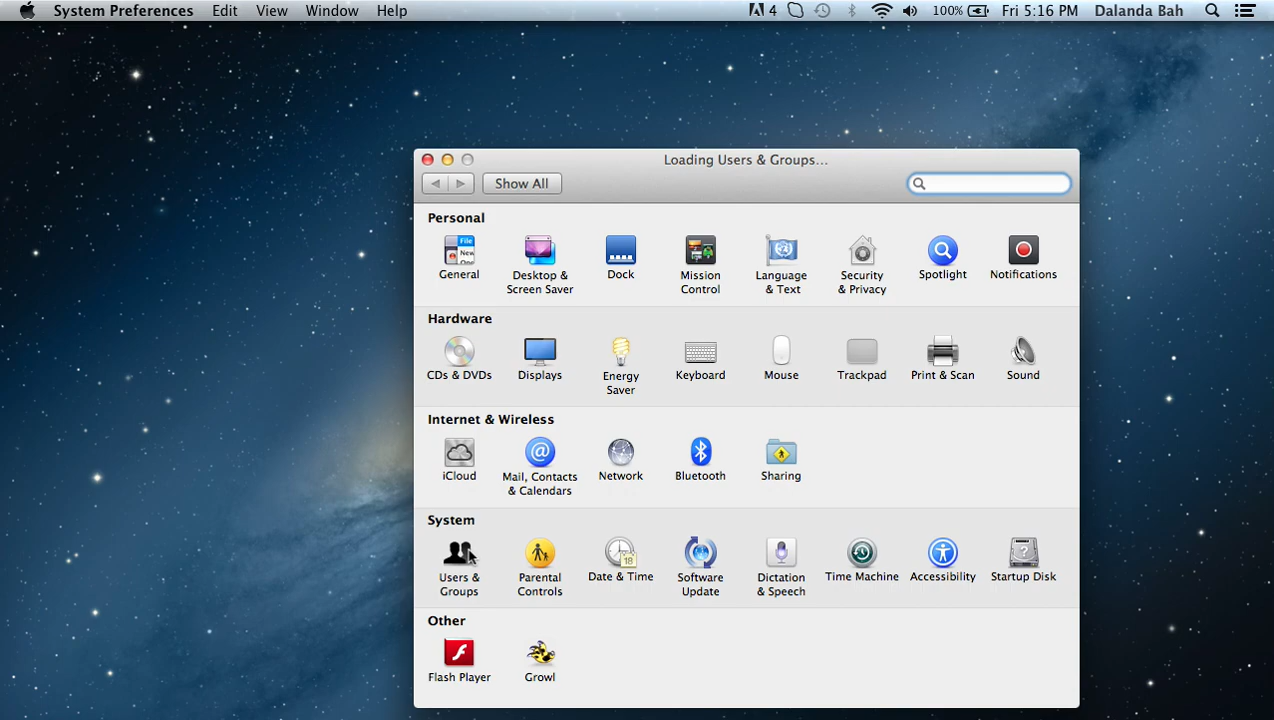 System Preferences Edit View Window Help 4 100% Fri 5:16 PM Dalanda Bah
Loading Users & Groups...
Show All
Personal
File
New
General
Desktop &
Screen Saver
Dock
Mission
Control
Language
& Text
Security
& Privacy
Spotlight
Notifications
Hardware
CDs & DVDs
Displays
Energy
Saver
Keyboard
Mouse
Trackpad
Print & Scan
Sound
Internet & Wireless
iCloud
@
Mail, Contacts
& Calendars
Network
Bluetooth
Sharing
System
Users &
Groups
Parental
Controls
18
Date & Time
Software
Update
Dictation
& Speech
Time Machine
Accessibility
?
Startup Disk
Other
Flash Player
Growl